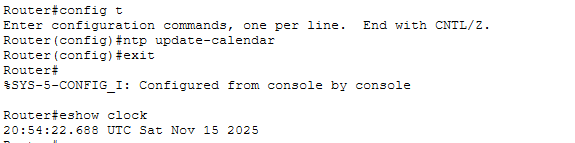 Router#config t
Enter configuration commands, one per line.  End with CNTL/Z.
Router(config)#ntp update-calendar
Router(config)#exit
Router#
%SYS-5-CONFIG_I: Configured from console by console

Router#eshow clock
20:54:22.688 UTC Sat Nov 15 2025
Router#